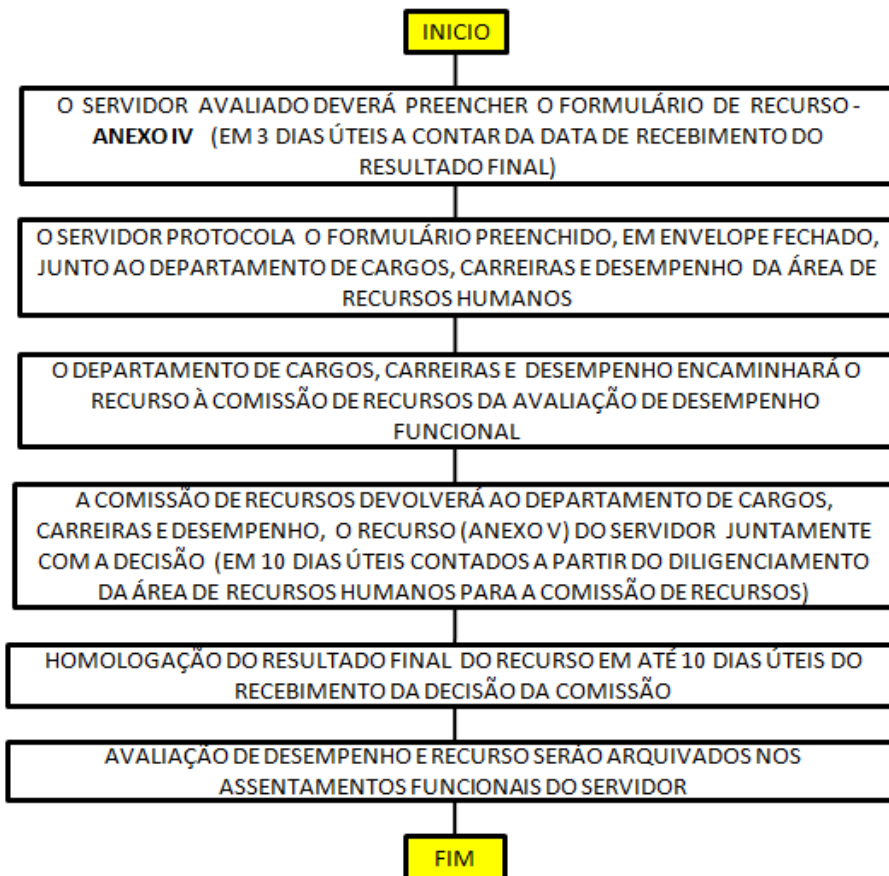 INICIO
O SERVIDOR AVALIADO DEVERÁ PREENCHER O FORMULÁRIO DE RECURSO -
ANEXO IV (EM 3 DIAS ÚTEIS A CONTAR DA DATA DE RECEBIMENTO DO
RESULTADO FINAL)
O SERVIDOR PROTOCOLA O FORMULÁRIO PREENCHIDO, EM ENVELOPE FECHADO,
JUNTO AO DEPARTAMENTO DE CARGOS, CARREIRAS E DESEMPENHO DA ÁREA DE
RECURSOS HUMANOS
O DEPARTAMENTO DE CARGOS, CARREIRAS E DESEMPENHO ENCAMINHARÁ O
RECURSO À COMISSÃO DE RECURSOS DA AVALIAÇÃO DE DESEMPENHO
FUNCIONAL
A COMISSÃO DE RECURSOS DEVOLVERÁ AO DEPARTAMENTO DE CARGOS,
CARREIRAS E DESEMPENHO, O RECURSO (ANEXO V) DO SERVIDOR JUNTAMENTE
COM A DECISÃO (EM 10 DIAS ÚTEIS CONTADOS A PARTIR DO DILIGENCIAMENTO
DA ÁREA DE RECURSOS HUMANOS PARA A COMISSÃO DE RECURSOS)
HOMOLOGAÇÃO DO RESULTADO FINAL DO RECURSO EM ATÉ 10 DIAS ÚTEIS DO
RECEBIMENTO DA DECISÃO DA COMISSÃO
AVALIAÇÃO DE DESEMPENHO E RECURSO SERÃO ARQUIVADOS NOS
ASSENTAMENTOS FUNCIONAIS DO SERVIDOR
FIM